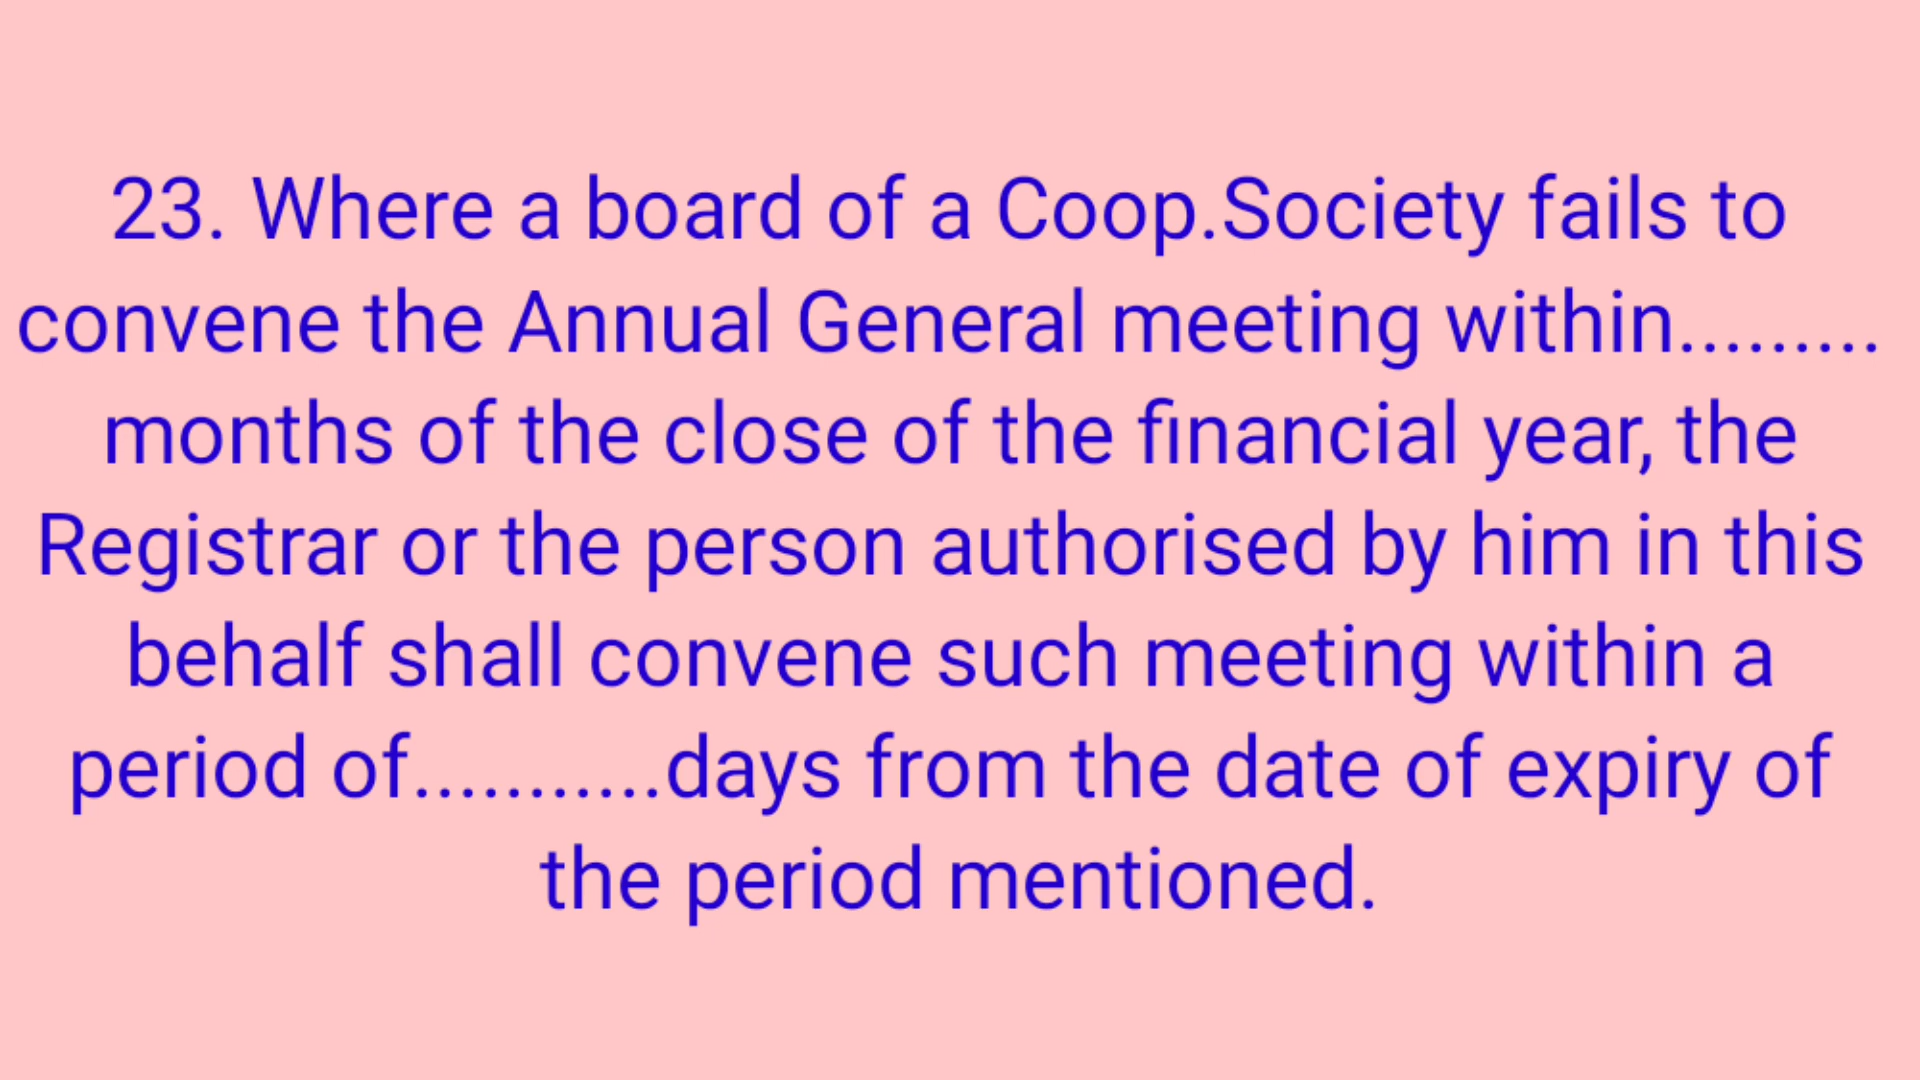 23. Where a board of a Coop.Society fails to
convene the Annual General meeting within.........
months of the close of the financial year, the
Registrar or the person authorised by him in this
behalf shall convene such meeting within a
period of...........days from the date of expiry of
the period mentioned.